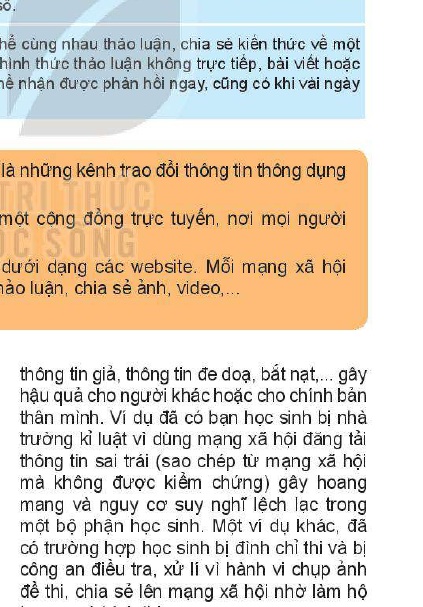 số.
hể cùng nhau thảo luận, chia sẻ kiến thức về một
hình thức thảo luận không trực tiếp, bài viết hoặc
hể nhận được phản hồi ngay, cũng có khi vài ngày
là những kênh trao đổi thông tin thông dụng
TRI THỨC
một cộng đồng trực tuyến, nơi mọi người
ỘC SỐNG
dưới dạng các website. Mỗi mạng xã hội
hảo luận, chia sẻ ảnh, video,...
thông tin giả, thông tin đe doạ, bắt nạt,... gây
hậu quả cho người khác hoặc cho chính bản
thân mình. Ví dụ đã có bạn học sinh bị nhà
trường kỉ luật vì dùng mạng xã hội đăng tải
thông tin sai trái (sao chép từ mạng xã hội
mà không được kiểm chứng) gây hoang
mang và nguy cơ suy nghĩ lệch lạc trong
một bộ phận học sinh. Một ví dụ khác, đã
có trường hợp học sinh bị đình chỉ thi và bị
công an điều tra, xử lí vì hành vi chụp ảnh
đề thi, chia sẻ lên mạng xã hội nhờ làm hộ